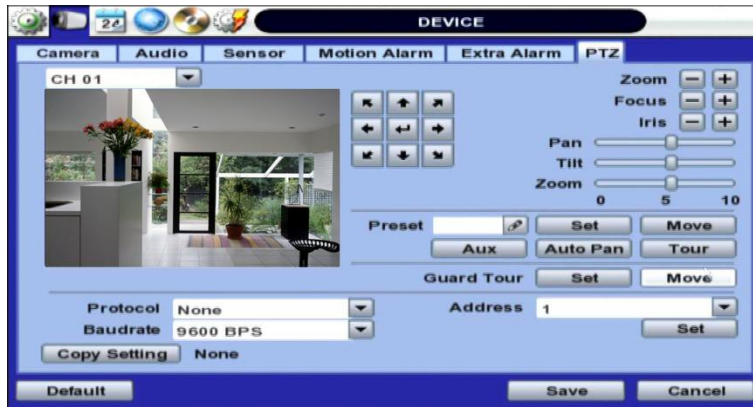 DEVICE
Camera Audio Sensor Motion Alarm Extra Alarm PTZ
CH 01
Zoom
Focus
Iris
Pan
Tilt
Zoom
0 5 10
Preset Set Move
Aux Auto Pan Tour
Guard Tour Set Move
Protocol None Address 1
Baudrate 9600 BPS Set
Copy Setting None
Default Save Cancel